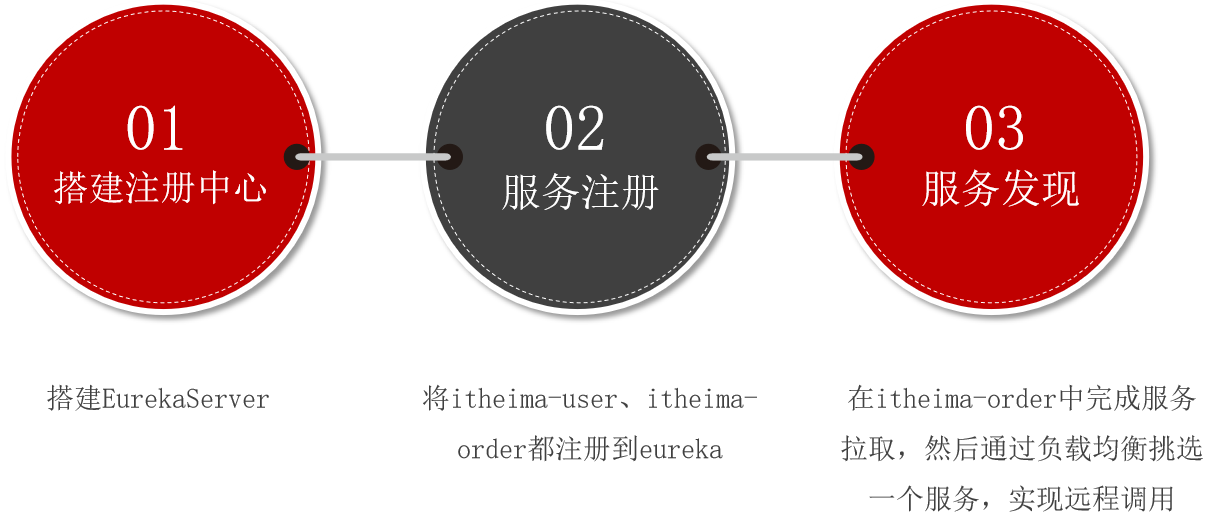 01
搭建注册中心
02
服务注册
03
服务发现
搭建EurekaServer
将itheima-user、itheima-
order都注册到eureka
在itheima-order中完成服务
拉取，然后通过负载均衡挑选
一个服务，实现远程调用